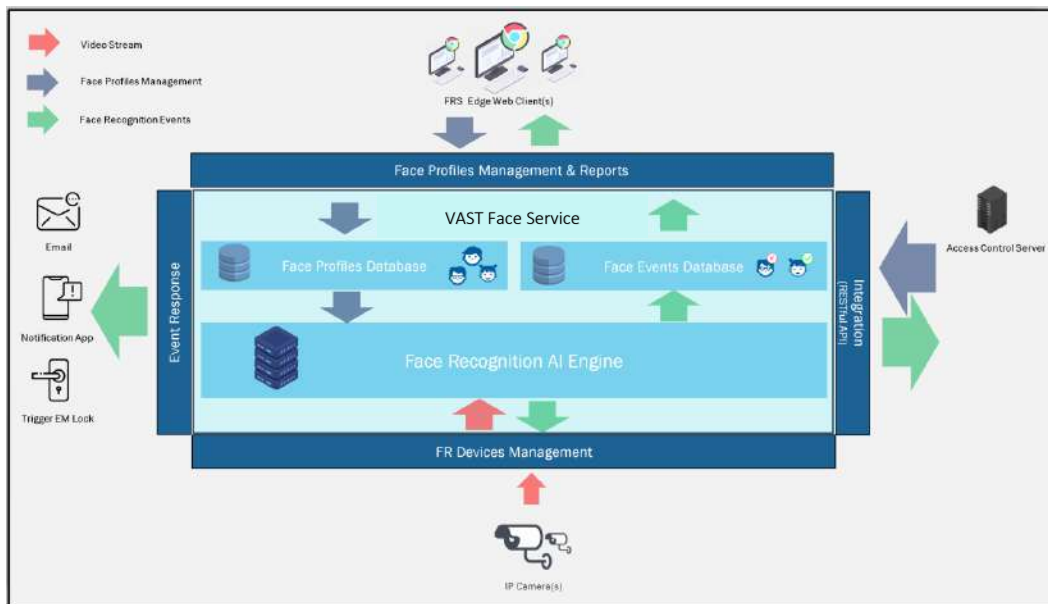 Video Stream
Face Profiles Management
Face Recognition Events
FRS Edge Web Client(s)
Face Profiles Management & Reports
VAST Face Service
Face Profiles Database
Face Events Database
Face Recognition AI Engine
FR Devices Management
IP Camera(s)
Event Response
Email
Notification App
Trigger EM Lock
Integration
(RESTful API)
Access Control Server